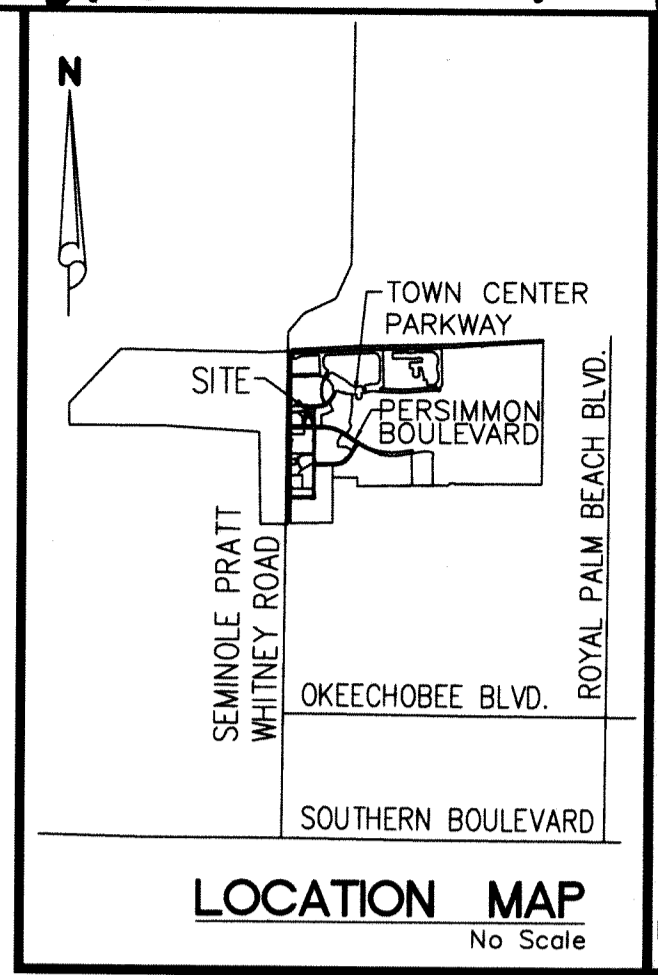 N
TOWN CENTER
PARKWAY
SITE
PERSIMMON
BOULEVARD
ROYAL PALM BEACH BLVD.
SEMINOLE PRATT
WHITNEY ROAD
OKEECHOBEE BLVD.
SOUTHERN BOULEVARD
LOCATION MAP
No Scale